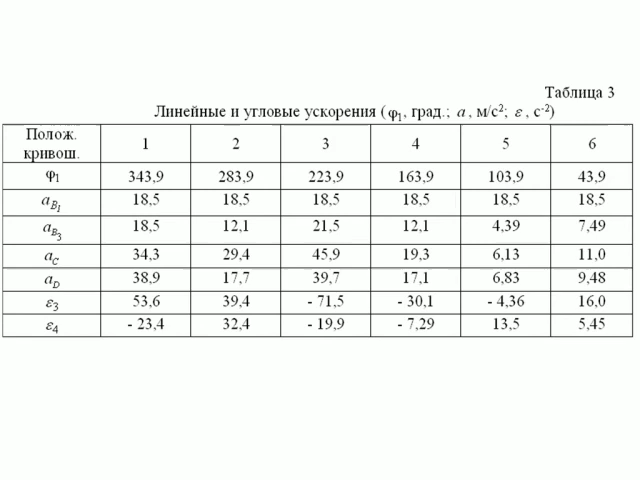 Таблица 3
Линейные и угловые ускорения ( φ₁, град.; a , м/с²; ε , с⁻²)
Полож. кривош. 1 2 3 4 5 6
φ₁ 343,9 283,9 223,9 163,9 103,9 43,9
a_B₁ 18,5 18,5 18,5 18,5 18,5 18,5
a_B₃ 18,5 12,1 21,5 12,1 4,39 7,49
a_C 34,3 29,4 45,9 19,3 6,13 11,0
a_D 38,9 17,7 39,7 17,1 6,83 9,48
ε₃ 53,6 39,4 - 71,5 - 30,1 - 4,36 16,0
ε₄ - 23,4 32,4 - 19,9 - 7,29 13,5 5,45